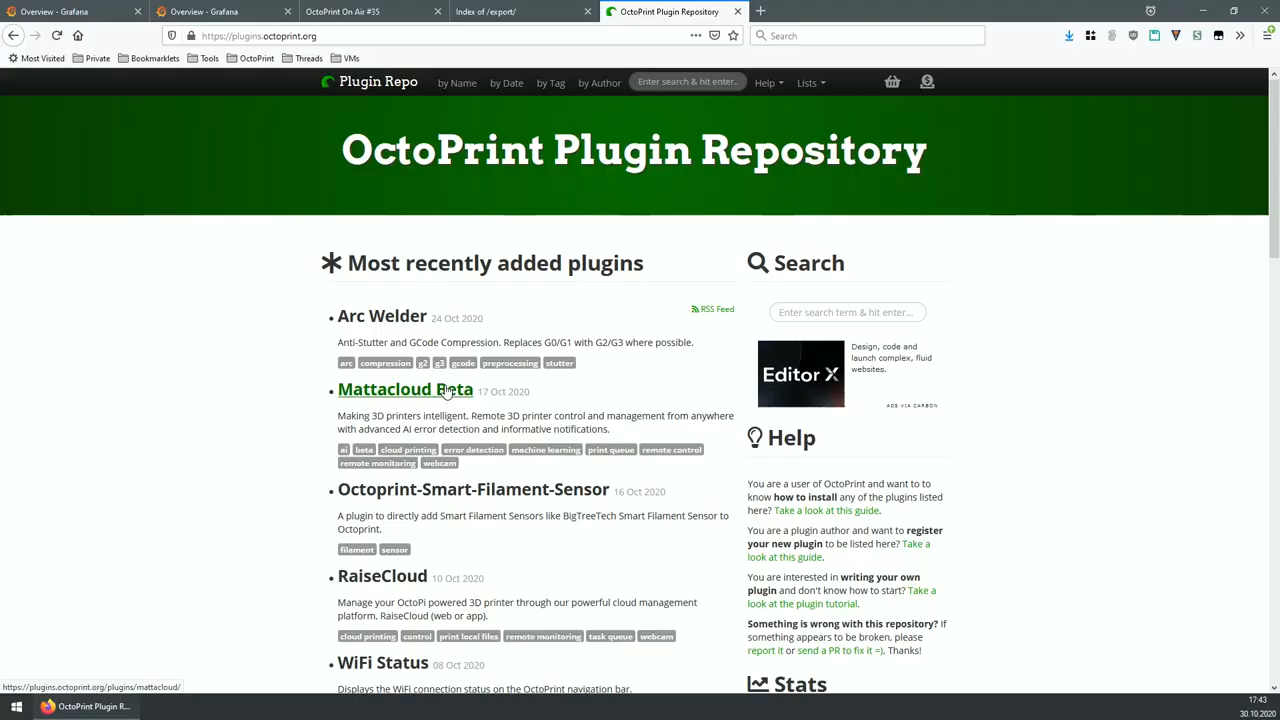 Overview - Grafana
Overview - Grafana
OctoPrint On Air #35
Index of /export/
OctoPrint Plugin Repository
https://plugins.octoprint.org
Search
Most Visited
Private
Bookmarklets
Tools
OctoPrint
Threads
VMs
Plugin Repo
by Name
by Date
by Tag
by Author
Enter search & hit enter..
Help
Lists
OctoPrint Plugin Repository
Most recently added plugins
RSS Feed
Arc Welder 24 Oct 2020
Anti-Stutter and GCode Compression. Replaces G0/G1 with G2/G3 where possible.
arc compression g2 g3 gcode preprocessing stutter
Mattacloud Beta 17 Oct 2020
Making 3D printers intelligent. Remote 3D printer control and management from anywhere
with advanced AI error detection and informative notifications.
ai beta cloud printing error detection machine learning print queue remote control
remote monitoring webcam
Octoprint-Smart-Filament-Sensor 16 Oct 2020
A plugin to directly add Smart Filament Sensors like BigTreeTech Smart Filament Sensor to
Octoprint.
filament sensor
RaiseCloud 10 Oct 2020
Manage your OctoPi powered 3D printer through our powerful cloud management
platform, RaiseCloud (web or app).
cloud printing control print local files remote monitoring task queue webcam
WiFi Status 08 Oct 2020
Displays the WiFi connection status on the OctoPrint navigation bar.
Search
Enter search term & hit enter...
Editor X
Design, code and
launch complex, fluid
websites.
ADS VIA CARBON
Help
You are a user of OctoPrint and want to to
know how to install any of the plugins listed
here? Take a look at this guide.
You are a plugin author and want to register
your new plugin to be listed here? Take a
look at this guide.
You are interested in writing your own
plugin and don't know how to start? Take a
look at the plugin tutorial.
Something is wrong with this repository? If
something appears to be broken, please
report it or send a PR to fix it =). Thanks!
Stats
https://plugins.octoprint.org/plugins/mattacloud/
OctoPrint Plugin R...
17:43
30.10.2020